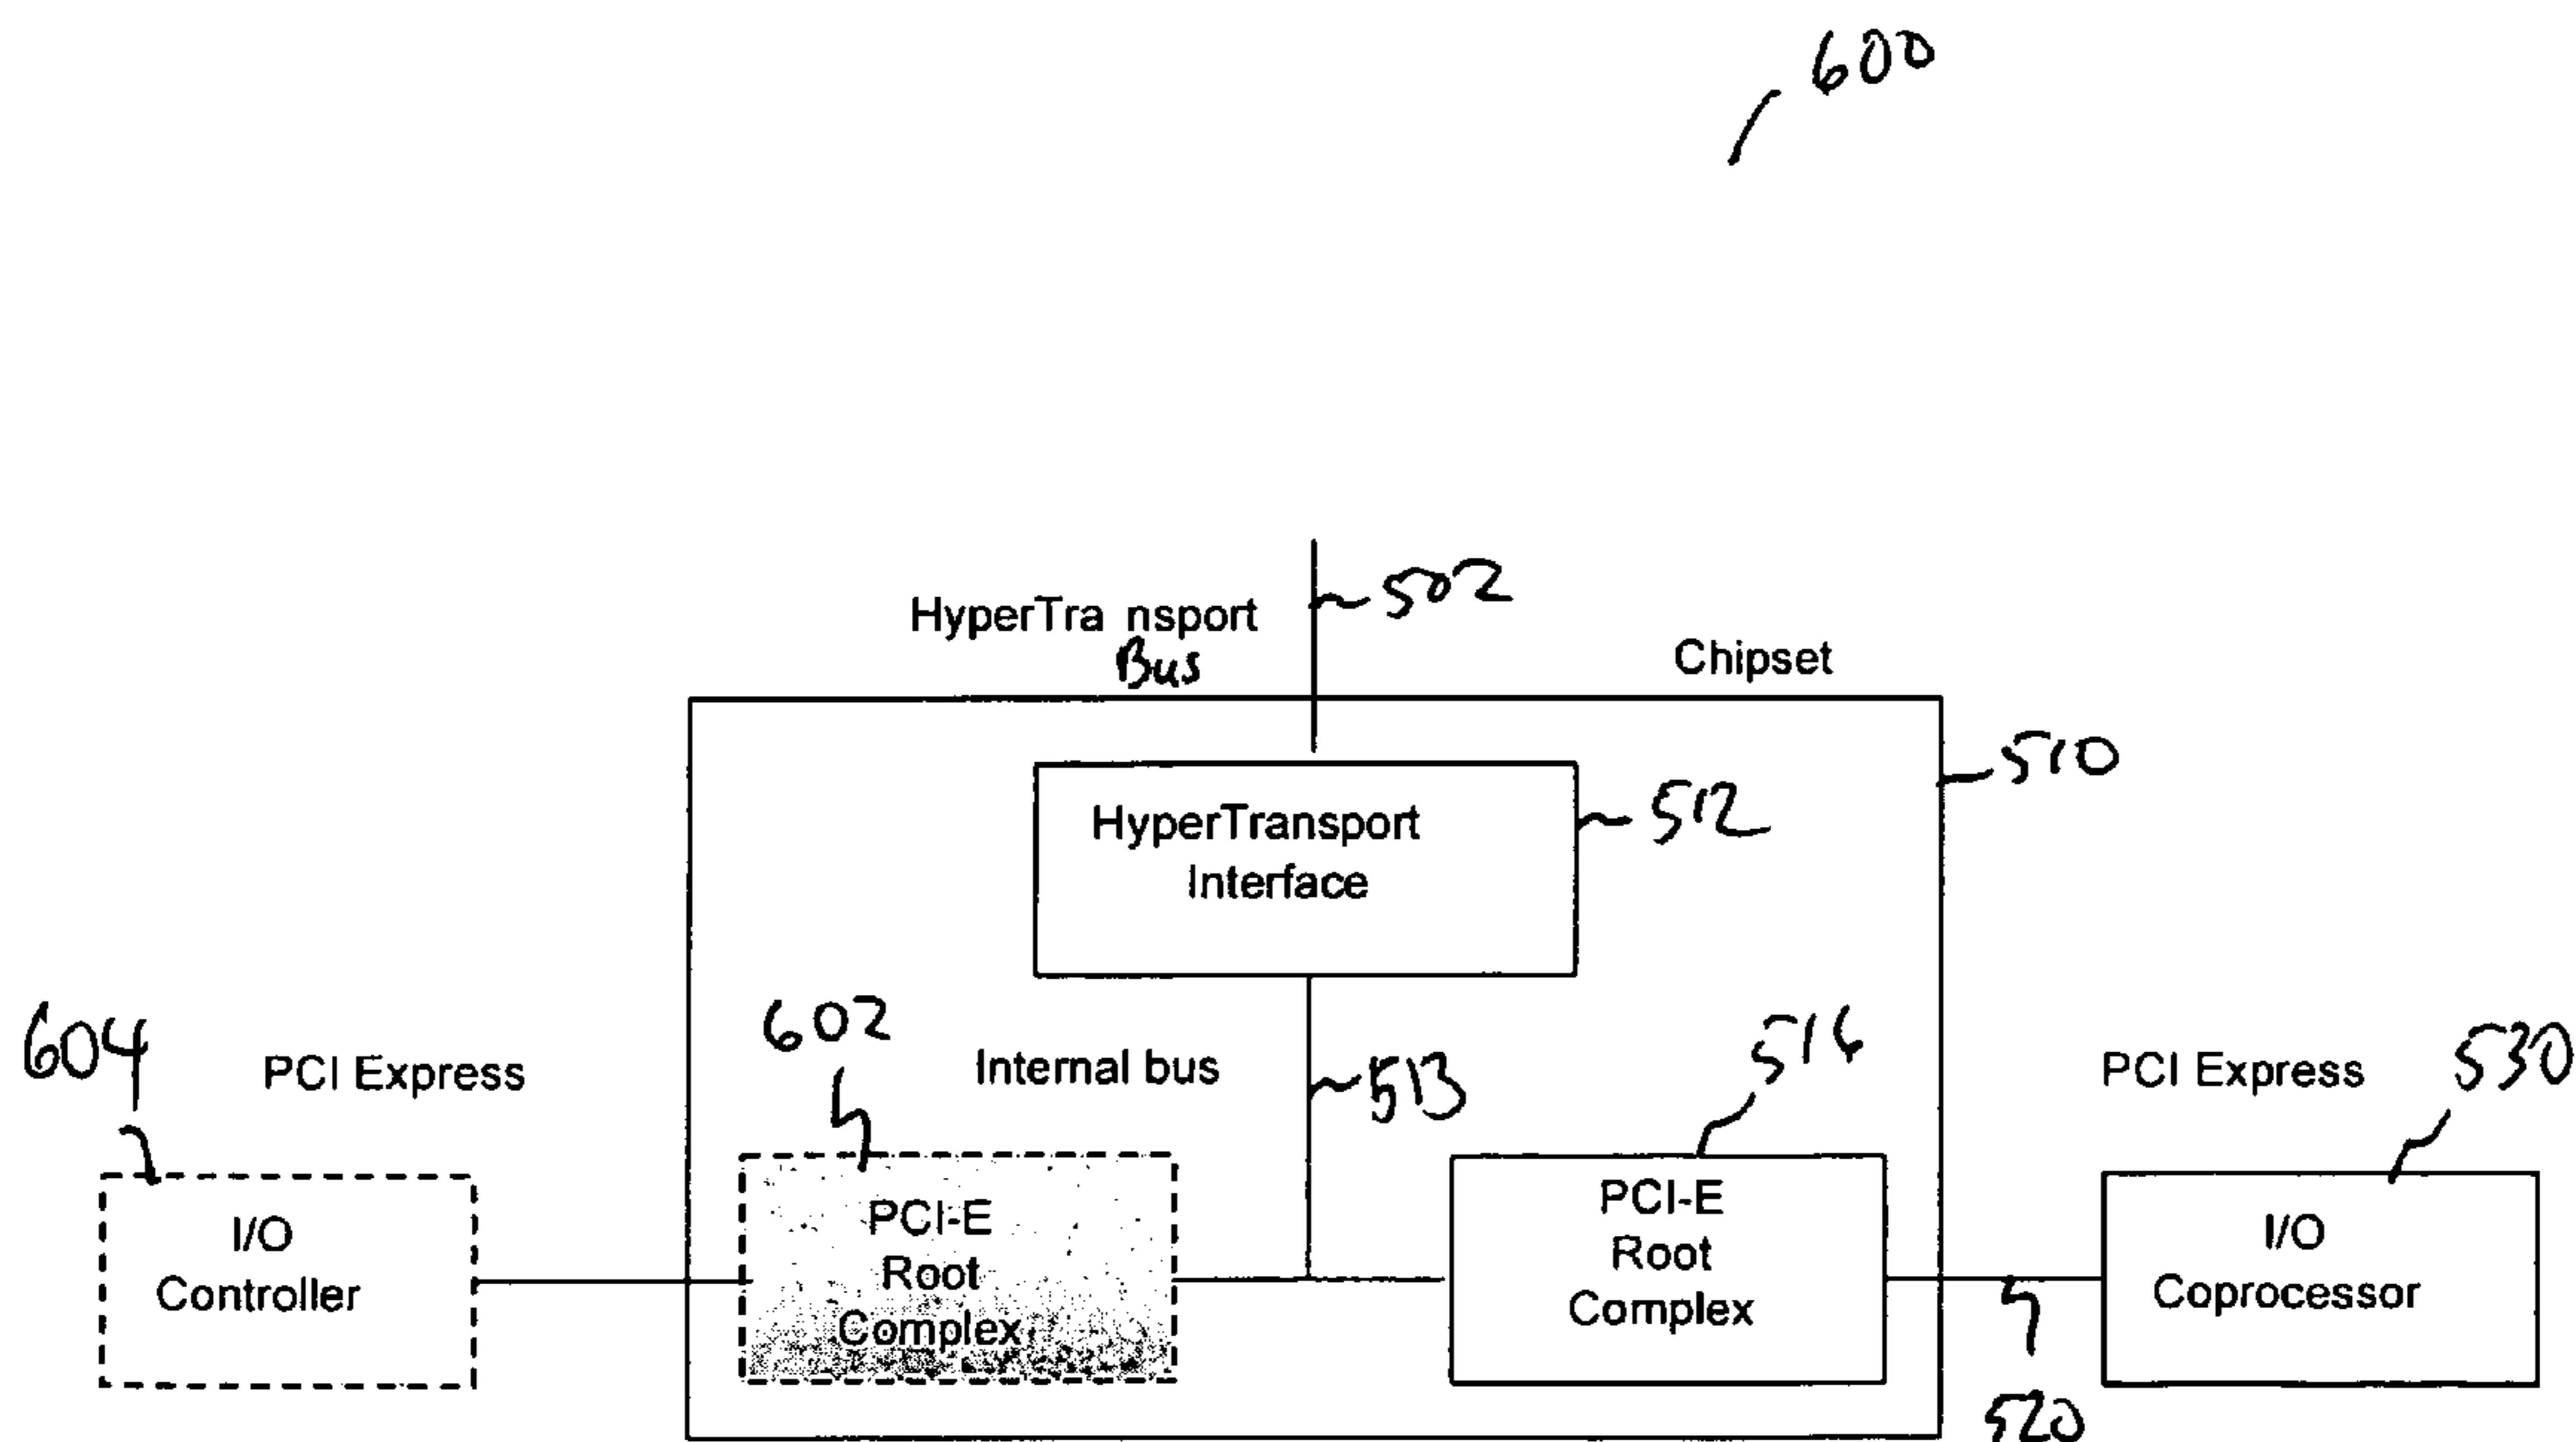 600
502
HyperTra nsport
Bus
Chipset
510
HyperTransport
Interface
512
604
PCI Express
602
Internal bus
513
516
PCI Express
530
I/O
Controller
PCI-E
Root
Complex
PCI-E
Root
Complex
I/O
Coprocessor
520